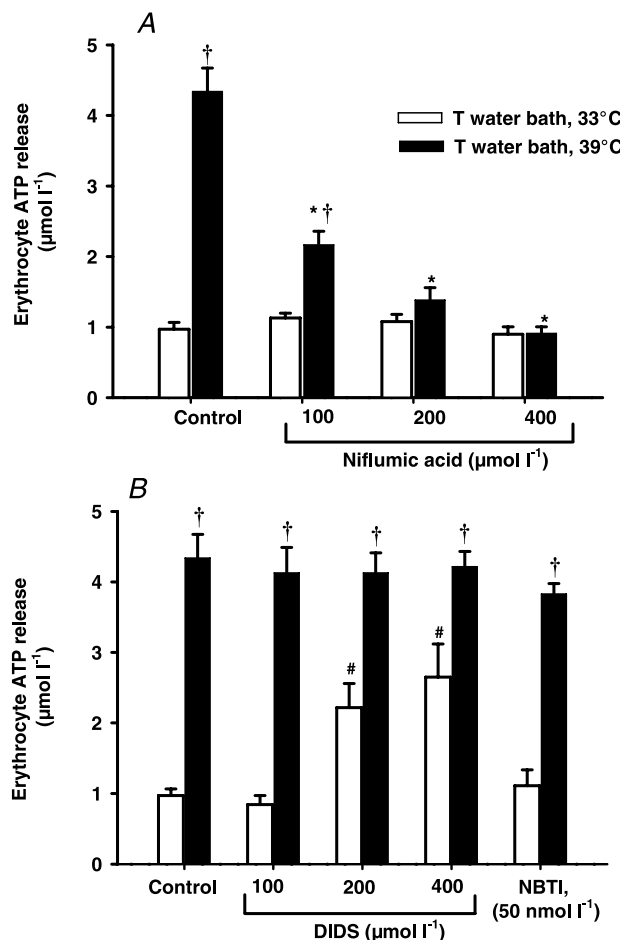 A
5
4
3
2
1
0
Erythrocyte ATP release
(µmol l⁻¹)
†
* †
*
*
T water bath, 33°C
T water bath, 39°C
Control
100
200
400
Niflumic acid (µmol l⁻¹)
B
5
4
3
2
1
0
Erythrocyte ATP release
(µmol l⁻¹)
†
†
†
#
†
#
†
Control
100
200
400
NBTI,
(50 nmol l⁻¹)
DIDS (µmol l⁻¹)